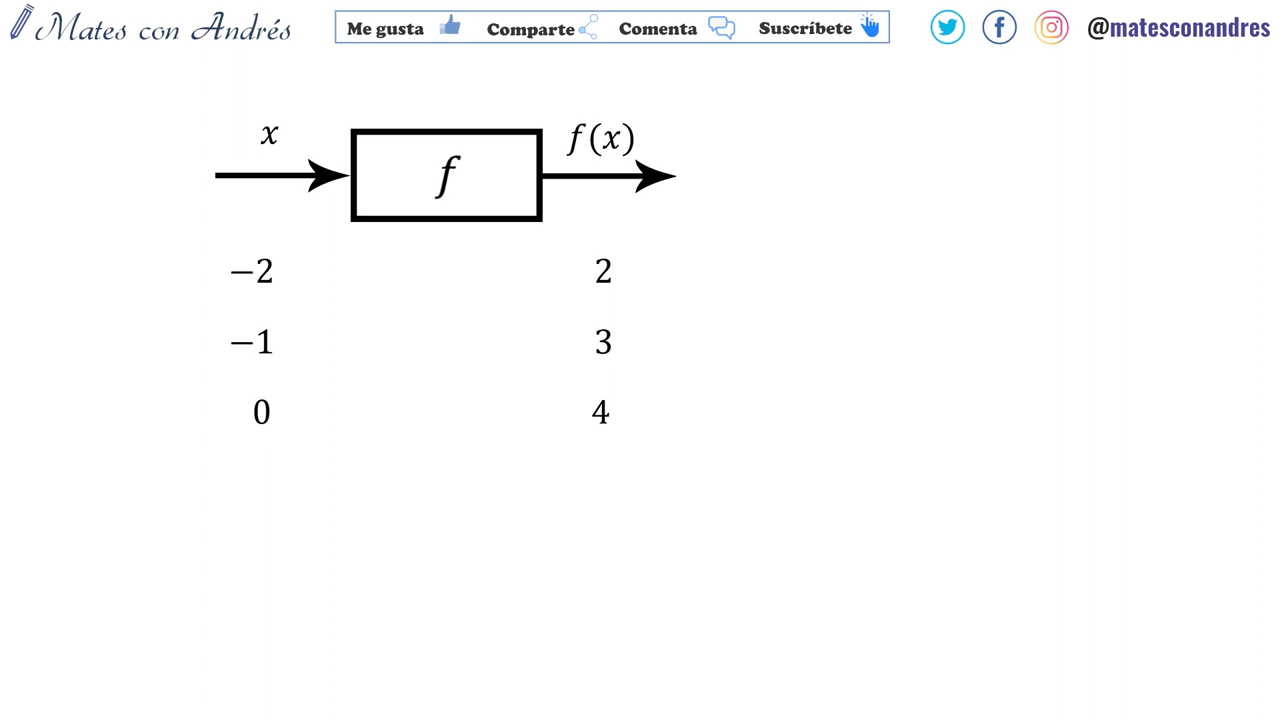 Mates con Andrés
Me gusta Comparte Comenta Suscríbete
@matesconandres
x f f(x)
−2 2
−1 3
0 4